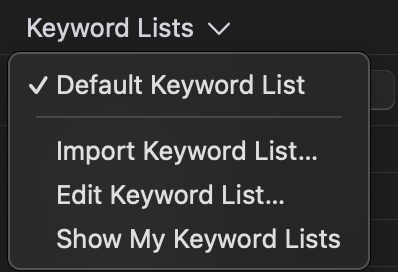 Keyword Lists
Default Keyword List
Import Keyword List...
Edit Keyword List...
Show My Keyword Lists